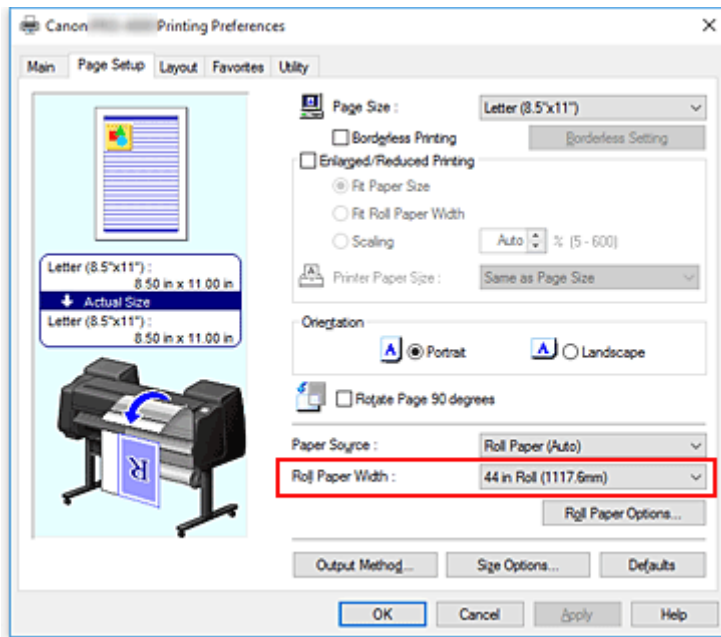 Canon Printing Preferences
Main Page Setup Layout Favorites Utility
Page Size : Letter (8.5"x11")
Borderless Printing Borderless Setting
Enlarged/Reduced Printing
Fit Paper Size
Fit Roll Paper Width
Scaling Auto % (5 - 600)
Printer Paper Size : Same as Page Size
Letter (8.5"x11") :
8.50 in x 11.00 in
Actual Size
Letter (8.5"x11") :
8.50 in x 11.00 in
Orientation
A Portrait A Landscape
Rotate Page 90 degrees
R
Paper Source : Roll Paper (Auto)
Roll Paper Width : 44 in Roll (1117.6mm)
Roll Paper Options...
Output Method... Size Options... Defaults
OK Cancel Apply Help